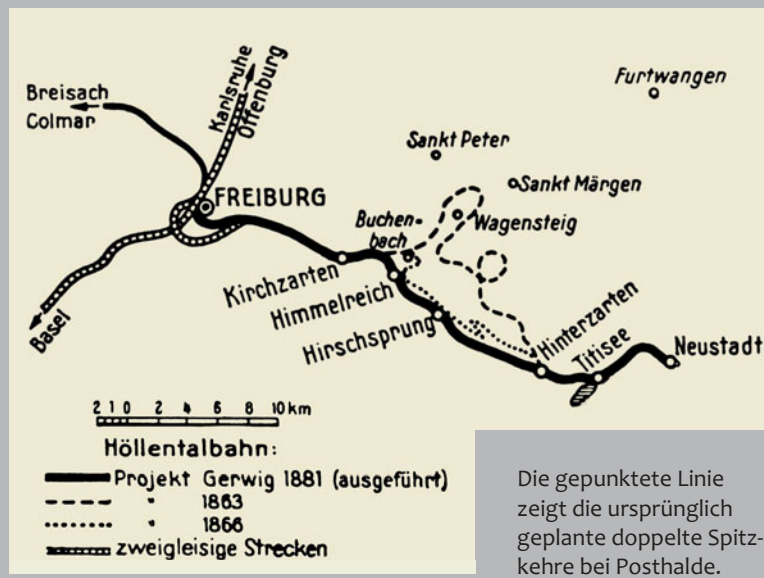 Furtwangen
Breisach
Colmar
Karlsruhe
Offenburg
Sankt Peter
Sankt Märgen
FREIBURG
Buchen-
bach
Wagensteig
Kirchzarten
Himmelreich
Hirschsprung
Hinterzarten
Titisee
Neustadt
Basel
2 1 0 2 4 6 8 10 km
Höllentalbahn:
Projekt Gerwig 1881 (ausgeführt)
" " 1863
" " 1866
zweigleisige Strecken
Die gepunktete Linie
zeigt die ursprünglich
geplante doppelte Spitz-
kehre bei Posthalde.